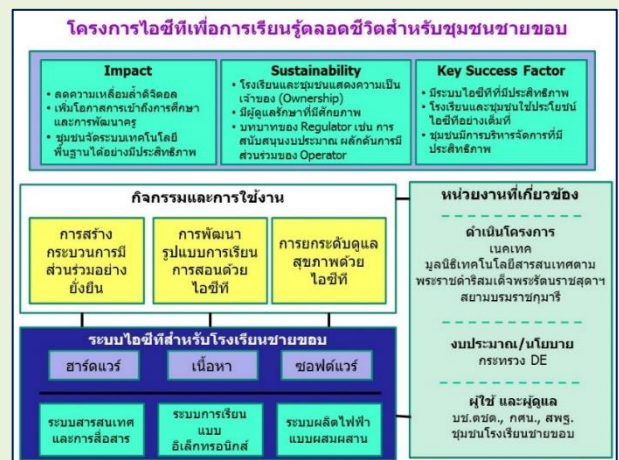 โครงการไอซีทีเพื่อการเรียนรู้ตลอดชีวิตสำหรับชุมชนชายขอบ
Impact
• ลดความเหลื่อมล้ำดิจิตอล
• เพิ่มโอกาสการเข้าถึงการศึกษา
และการพัฒนาครู
• ชุมชนจัดระบบเทคโนโลยี
พื้นฐานได้อย่างมีประสิทธิภาพ
Sustainability
• โรงเรียนและชุมชนแสดงความเป็น
เจ้าของ (Ownership)
• มีผู้ดูแลรักษาที่มีศักยภาพ
• บทบาทของ Regulator เช่น การ
สนับสนุนงบประมาณ ผลักดันการมี
ส่วนร่วมของ Operator
Key Success Factor
• มีระบบไอซีทีที่มีประสิทธิภาพ
• โรงเรียนและชุมชนใช้ประโยชน์
ไอซีทีอย่างเต็มที่
• ชุมชนมีการบริหารจัดการที่มี
ประสิทธิภาพ
กิจกรรมและการใช้งาน
การสร้าง
กระบวนการมี
ส่วนร่วมอย่าง
ยั่งยืน
การพัฒนา
รูปแบบการเรียน
การสอนด้วย
ไอซีที
การยกระดับดูแล
สุขภาพด้วย
ไอซีที
ระบบไอซีทีสำหรับโรงเรียนชายขอบ
ฮาร์ดแวร์
เนื้อหา
ซอฟต์แวร์
ระบบสารสนเทศ
และการสื่อสาร
ระบบการเรียน
แบบ
อิเล็กทรอนิกส์
ระบบผลิตไฟฟ้า
แบบผสมผสาน
หน่วยงานที่เกี่ยวข้อง
ดำเนินโครงการ
เนคเทค
มูลนิธิเทคโนโลยีสารสนเทศตาม
พระราชดำริสมเด็จพระรัตนราชสุดาฯ
สยามบรมราชกุมารี
งบประมาณ/นโยบาย
กระทรวง DE
ผู้ใช้ และผู้ดูแล
บช.ตชด., กศน., สพฐ.
ชุมชนโรงเรียนชายขอบ